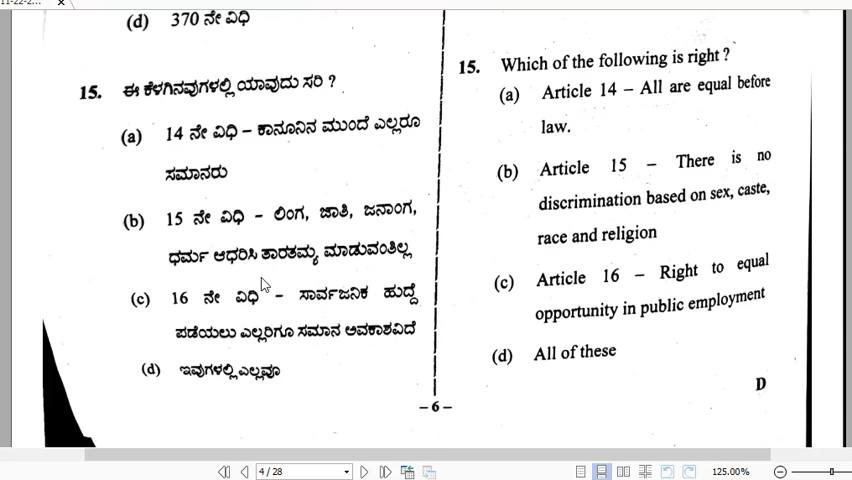 11-22-2...
(d) 370 ನೇ ವಿಧಿ
15. ಈ ಕೆಳಗಿನವುಗಳಲ್ಲಿ ಯಾವುದು ಸರಿ ?
(a) 14 ನೇ ವಿಧಿ – ಕಾನೂನಿನ ಮುಂದೆ ಎಲ್ಲರೂ
ಸಮಾನರು
(b) 15 ನೇ ವಿಧಿ – ಲಿಂಗ, ಜಾತಿ, ಜನಾಂಗ,
ಧರ್ಮ ಆಧರಿಸಿ ತಾರತಮ್ಯ ಮಾಡುವಂತಿಲ್ಲ
(c) 16 ನೇ ವಿಧಿ – ಸಾರ್ವಜನಿಕ ಹುದ್ದೆ
ಪಡೆಯಲು ಎಲ್ಲರಿಗೂ ಸಮಾನ ಅವಕಾಶವಿದೆ
(d) ಇವುಗಳಲ್ಲಿ ಎಲ್ಲವೂ
15. Which of the following is right ?
(a) Article 14 – All are equal before
law.
(b) Article 15 – There is no
discrimination based on sex, caste,
race and religion
(c) Article 16 – Right to equal
opportunity in public employment
(d) All of these
D
– 6 –
4 / 28
125.00%